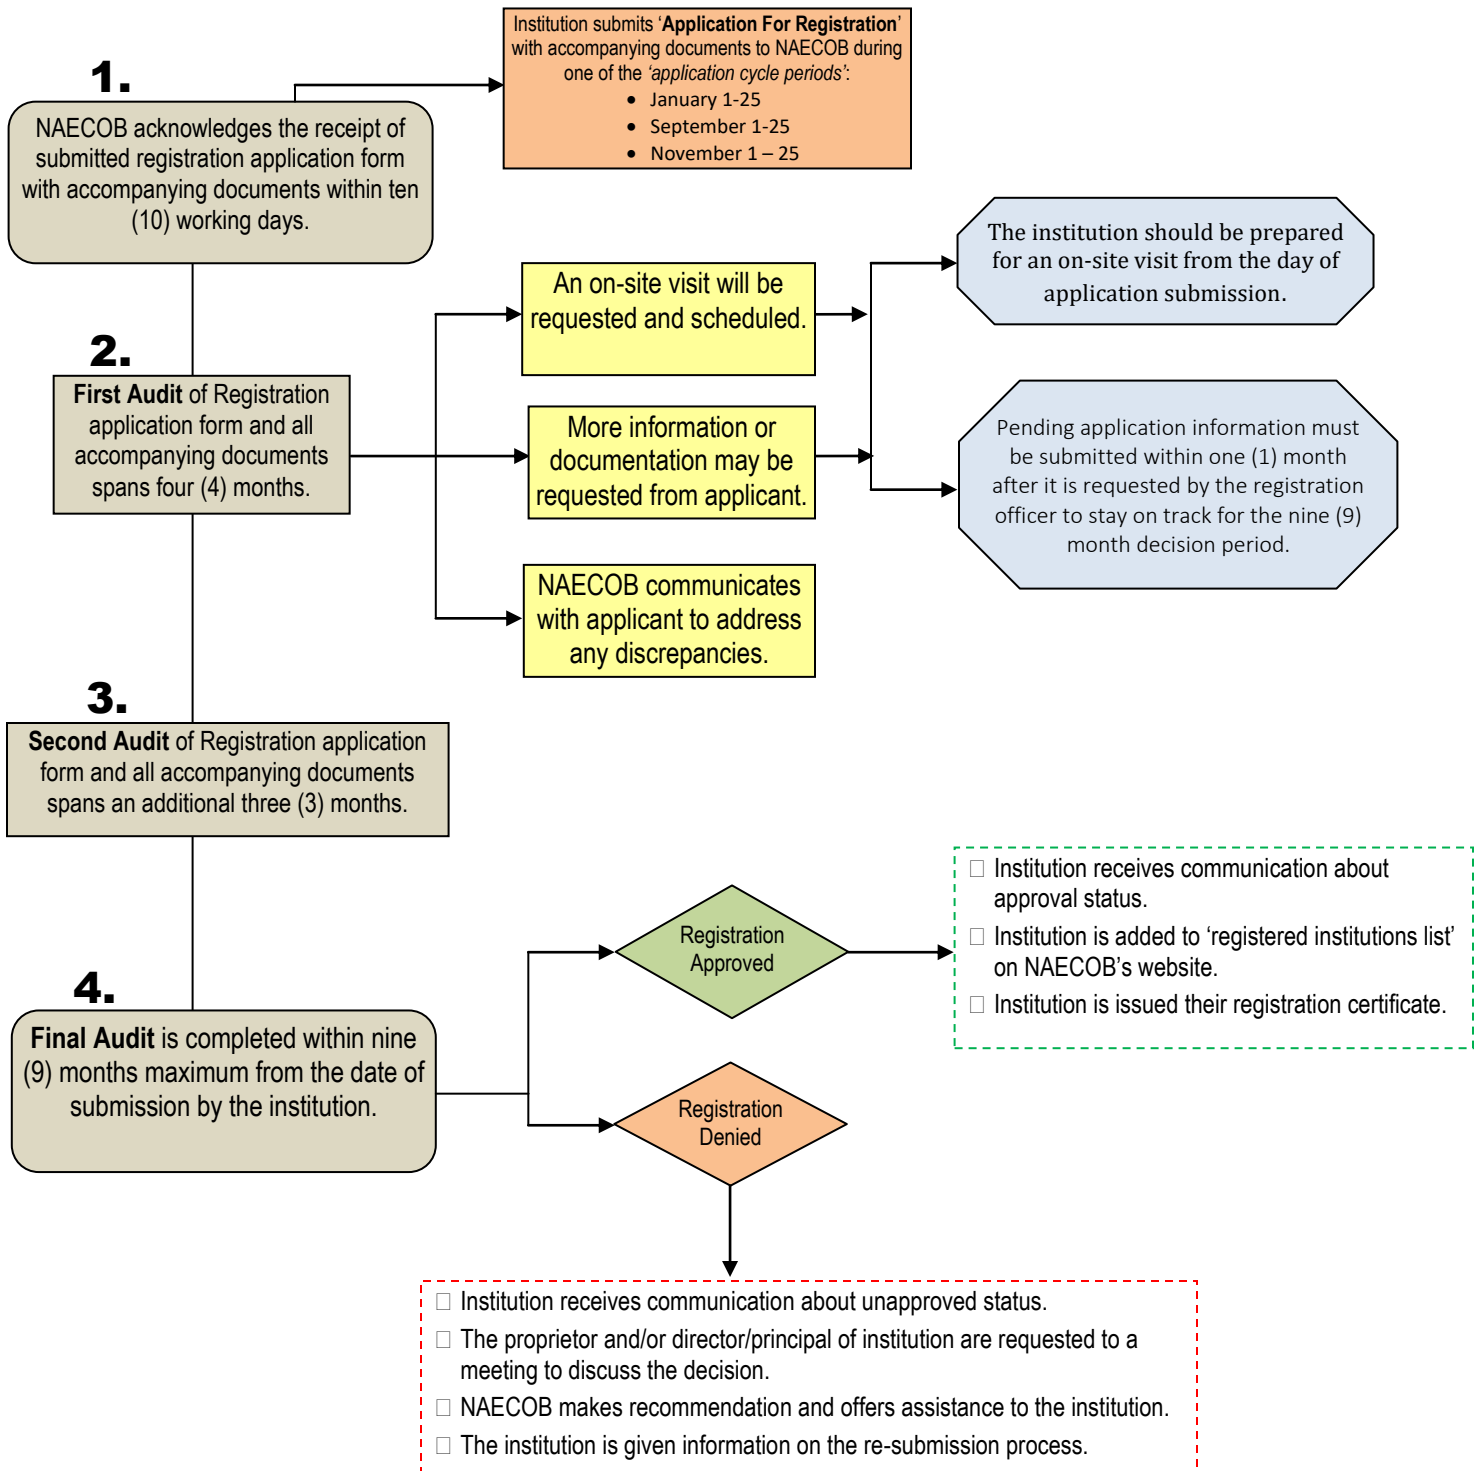 Institution submits ‘Application For Registration’
with accompanying documents to NAECOB during
one of the ‘application cycle periods’:
• January 1-25
• September 1-25
• November 1 – 25
1.
NAECOB acknowledges the receipt of
submitted registration application form
with accompanying documents within ten
(10) working days.
The institution should be prepared
for an on-site visit from the day of
application submission.
An on-site visit will be
requested and scheduled.
2.
First Audit of Registration
application form and all
accompanying documents
spans four (4) months.
More information or
documentation may be
requested from applicant.
Pending application information must
be submitted within one (1) month
after it is requested by the registration
officer to stay on track for the nine (9)
month decision period.
NAECOB communicates
with applicant to address
any discrepancies.
3.
Second Audit of Registration application
form and all accompanying documents
spans an additional three (3) months.
4.
Final Audit is completed within nine
(9) months maximum from the date of
submission by the institution.
Registration
Approved
□ Institution receives communication about
approval status.
□ Institution is added to ‘registered institutions list’
on NAECOB’s website.
□ Institution is issued their registration certificate.
Registration
Denied
□ Institution receives communication about unapproved status.
□ The proprietor and/or director/principal of institution are requested to a
meeting to discuss the decision.
□ NAECOB makes recommendation and offers assistance to the institution.
□ The institution is given information on the re-submission process.